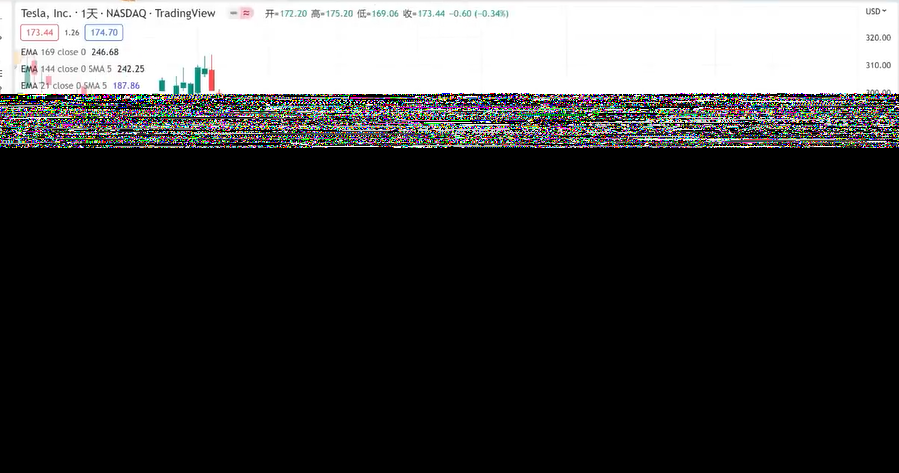 Tesla, Inc. · 1天 · NASDAQ · TradingView 开=172.20 高=175.20 低=169.06 收=173.44 −0.60 (−0.34%) USD
173.44 1.26 174.70
320.00
EMA 169 close 0 246.68
EMA 144 close 0 SMA 5 242.25
310.00
EMA 21 close 0 SMA 5 187.86
300.00